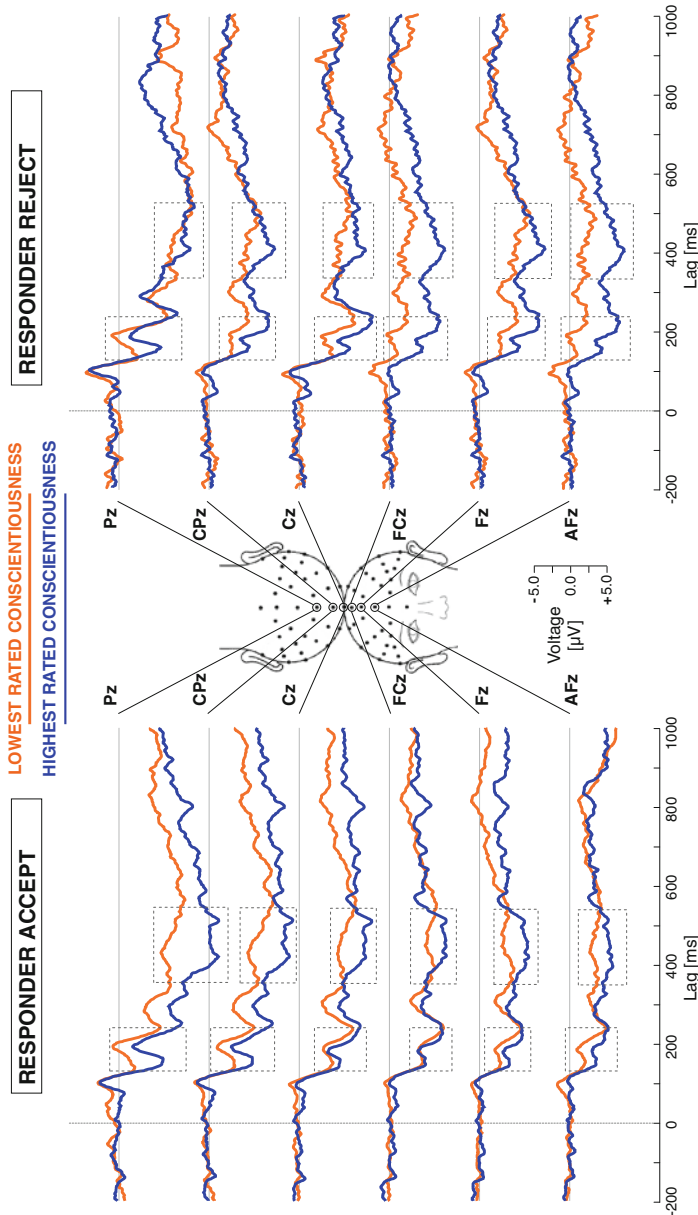 LOWEST RATED CONSCIENTIOUSNESS
HIGHEST RATED CONSCIENTIOUSNESS
RESPONDER ACCEPT
RESPONDER REJECT
Pz
CPz
Cz
FCz
Fz
AFz
Pz
CPz
Cz
FCz
Fz
AFz
Voltage
[µV]
-5.0
0.0
+5.0
-200 0 200 400 600 800 1000
Lag [ms]
-200 0 200 400 600 800 1000
Lag [ms]